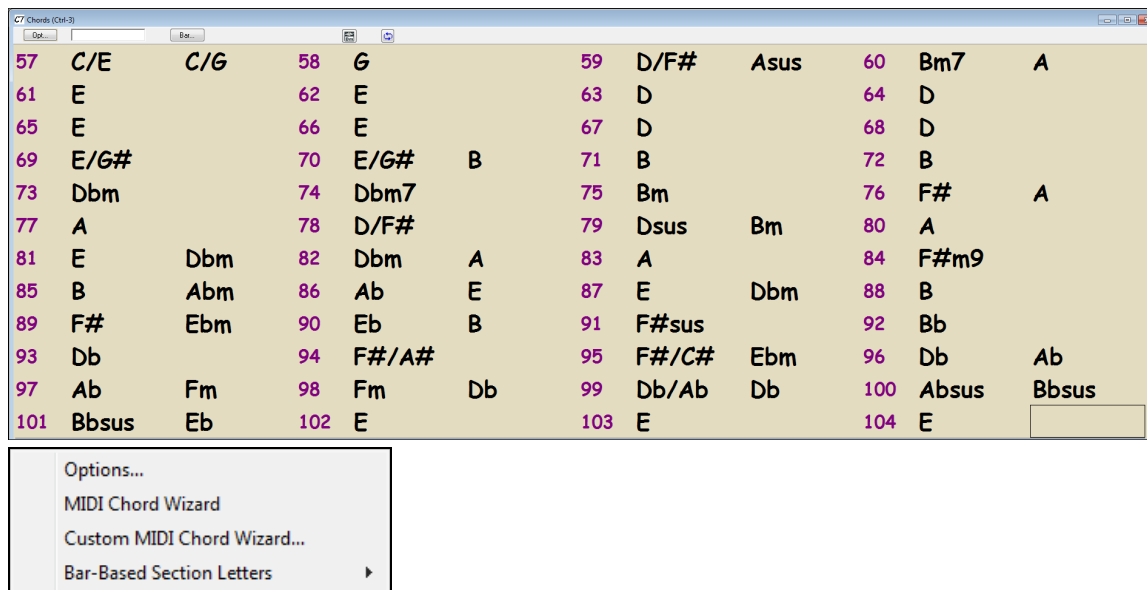 C7 Chords (Ctrl-3)
Opt... Bar...
57 C/E C/G 58 G 59 D/F# Asus 60 Bm7 A
61 E 62 E 63 D 64 D
65 E 66 E 67 D 68 D
69 E/G# 70 E/G# B 71 B 72 B
73 Dbm 74 Dbm7 75 Bm 76 F# A
77 A 78 D/F# 79 Dsus Bm 80 A
81 E Dbm 82 Dbm A 83 A 84 F#m9
85 B Abm 86 Ab E 87 E Dbm 88 B
89 F# Ebm 90 Eb B 91 F#sus 92 Bb
93 Db 94 F#/A# 95 F#/C# Ebm 96 Db Ab
97 Ab Fm 98 Fm Db 99 Db/Ab Db 100 Absus Bbsus
101 Bbsus Eb 102 E 103 E 104 E
Options...
MIDI Chord Wizard
Custom MIDI Chord Wizard...
Bar-Based Section Letters